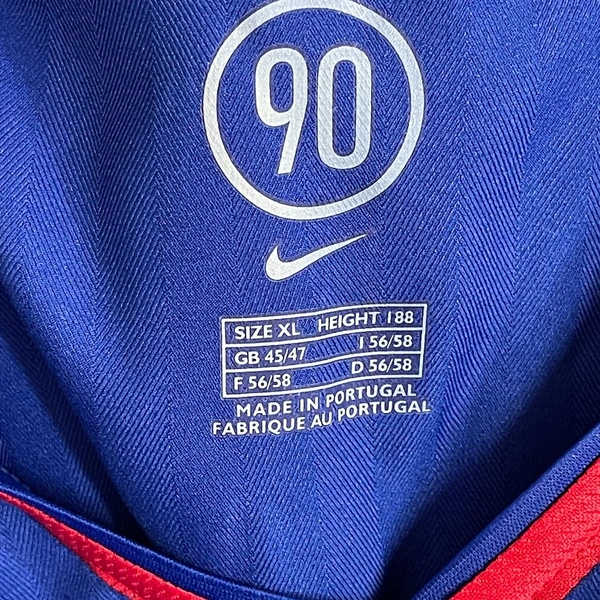 90
SIZE XL HEIGHT 188
GB 45/47 I 56/58
F 56/58 D 56/58
MADE IN PORTUGAL
FABRIQUE AU PORTUGAL